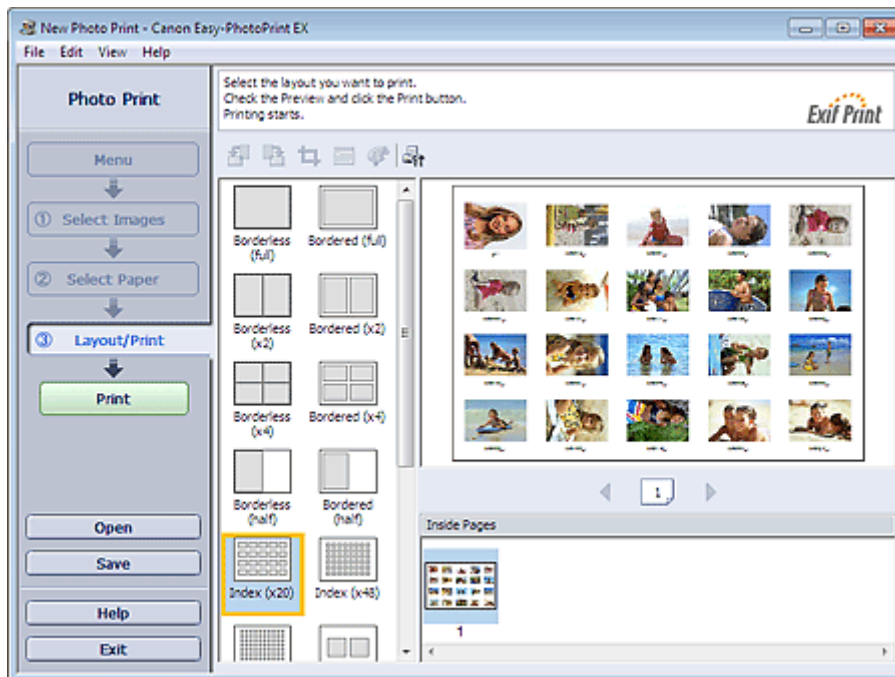 New Photo Print - Canon Easy-PhotoPrint EX
File Edit View Help
Photo Print
Select the layout you want to print.
Check the Preview and click the Print button.
Printing starts.
Exif Print
Menu
① Select Images
② Select Paper
③ Layout/Print
Print
Open
Save
Help
Exit
Borderless (full)
Bordered (full)
Borderless (x2)
Bordered (x2)
Borderless (x4)
Bordered (x4)
Borderless (half)
Bordered (half)
Index (x20)
Index (x48)
1
Inside Pages
1